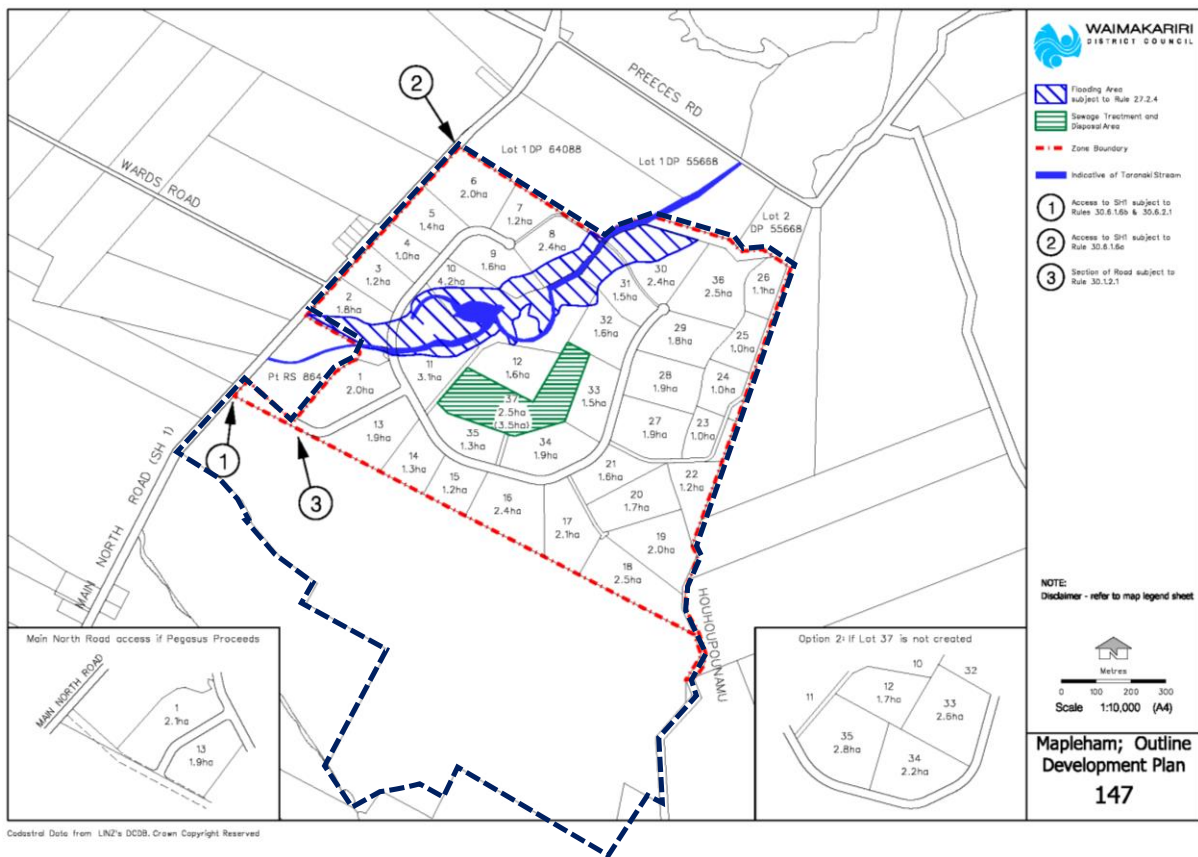 WAIMAKARIRI
DISTRICT COUNCIL
Flooding Area
subject to Rule 27.2.4
Sewage Treatment and
Disposal Area
Zone Boundary
Indicative of Taranaki Stream
1
Access to SH1 subject to
Rules 30.6.1.6b & 30.6.2.1
2
Access to SH1 subject to
Rule 30.6.1.6a
3
Section of Road subject to
Rule 30.1.2.1
NOTE:
Disclaimer - refer to map legend sheet
N
Metres
0 100 200 300
Scale 1:10,000 (A4)
Mapleham; Outline
Development Plan
147
2
PREECES RD
WARDS ROAD
Lot 1 DP 64088
Lot 1 DP 55668
Lot 2
DP 55668
6
2.0ha
7
1.2ha
5
1.4ha
8
2.4ha
4
1.0ha
9
1.6ha
3
1.2ha
10
4.2ha
2
1.8ha
30
2.4ha
26
1.1ha
36
2.5ha
31
1.5ha
32
1.6ha
29
1.8ha
25
1.0ha
Pt RS 864
1
2.0ha
11
3.1ha
12
1.6ha
28
1.9ha
24
1.0ha
33
1.5ha
37
2.5ha
(3.5ha)
27
1.9ha
23
1.0ha
13
1.9ha
35
1.3ha
34
1.9ha
14
1.3ha
15
1.2ha
16
2.4ha
21
1.6ha
22
1.2ha
20
1.7ha
17
2.1ha
19
2.0ha
18
2.5ha
1
3
MAIN NORTH ROAD (SH 1)
HOUHOUPOUNAMU
Main North Road access if Pegasus Proceeds
MAIN NORTH ROAD
1
2.1ha
13
1.9ha
Option 2: If Lot 37 is not created
10
32
11
12
1.7ha
33
2.6ha
35
2.8ha
34
2.2ha
Cadastral Data from LINZ's DCDB. Crown Copyright Reserved